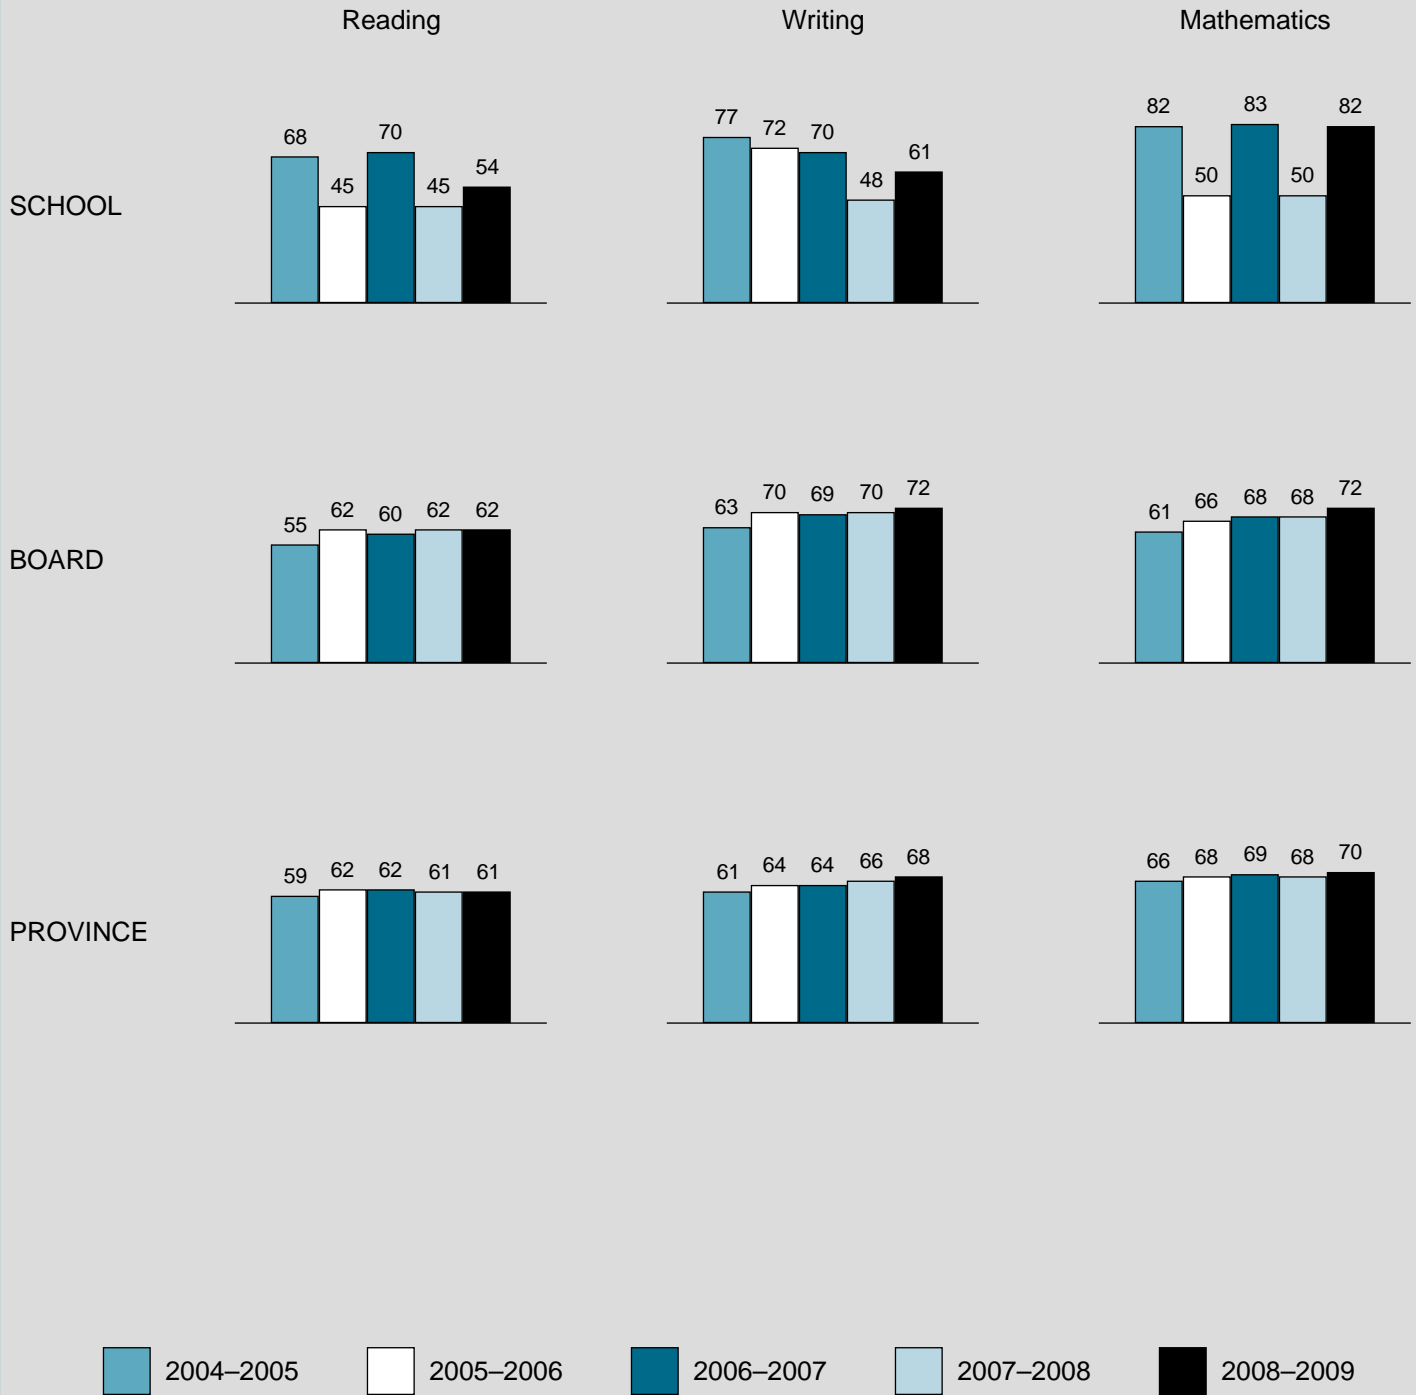 Reading Writing Mathematics
SCHOOL
68 45 70 45 54
77 72 70 48 61
82 50 83 50 82
BOARD
55 62 60 62 62
63 70 69 70 72
61 66 68 68 72
PROVINCE
59 62 62 61 61
61 64 64 66 68
66 68 69 68 70
2004–2005 2005–2006 2006–2007 2007–2008 2008–2009